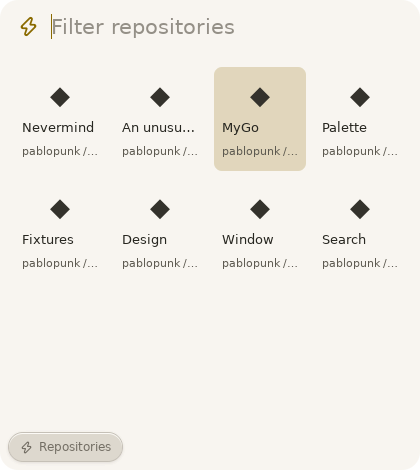 Filter repositories
Nevermind
An unusu...
MyGo
Palette
pablopunk /...
pablopunk /...
pablopunk /...
pablopunk /...
Fixtures
Design
Window
Search
pablopunk /...
pablopunk /...
pablopunk /...
pablopunk /...
Repositories